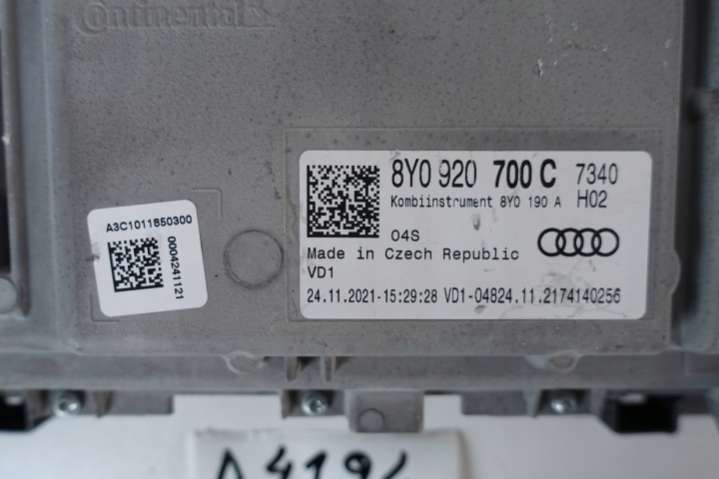 Continental
8Y0 920 700 C 7340
Kombiinstrument 8Y0 190 A H02
04S
Made in Czech Republic
VD1
24.11.2021-15:29:28 VD1-04824.11.2174140256
A3C1011850300
0004241121